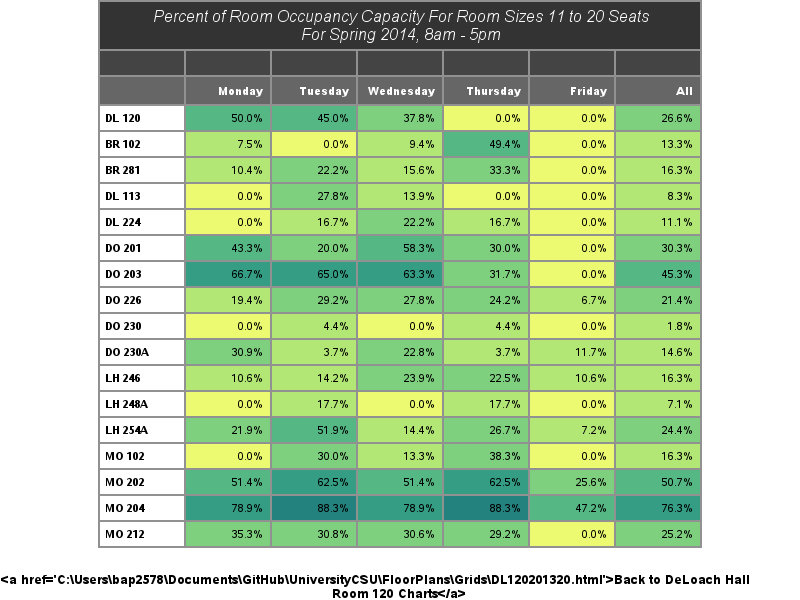 Percent of Room Occupancy Capacity For Room Sizes 11 to 20 Seats
For Spring 2014, 8am - 5pm
Monday Tuesday Wednesday Thursday Friday All
DL 120 50.0% 45.0% 37.8% 0.0% 0.0% 26.6%
BR 102 7.5% 0.0% 9.4% 49.4% 0.0% 13.3%
BR 281 10.4% 22.2% 15.6% 33.3% 0.0% 16.3%
DL 113 0.0% 27.8% 13.9% 0.0% 0.0% 8.3%
DL 224 0.0% 16.7% 22.2% 16.7% 0.0% 11.1%
DO 201 43.3% 20.0% 58.3% 30.0% 0.0% 30.3%
DO 203 66.7% 65.0% 63.3% 31.7% 0.0% 45.3%
DO 226 19.4% 29.2% 27.8% 24.2% 6.7% 21.4%
DO 230 0.0% 4.4% 0.0% 4.4% 0.0% 1.8%
DO 230A 30.9% 3.7% 22.8% 3.7% 11.7% 14.6%
LH 246 10.6% 14.2% 23.9% 22.5% 10.6% 16.3%
LH 248A 0.0% 17.7% 0.0% 17.7% 0.0% 7.1%
LH 254A 21.9% 51.9% 14.4% 26.7% 7.2% 24.4%
MO 102 0.0% 30.0% 13.3% 38.3% 0.0% 16.3%
MO 202 51.4% 62.5% 51.4% 62.5% 25.6% 50.7%
MO 204 78.9% 88.3% 78.9% 88.3% 47.2% 76.3%
MO 212 35.3% 30.8% 30.6% 29.2% 0.0% 25.2%
<a href='C:\Users\bap2578\Documents\GitHub\UniversityCSU\FloorPlans\Grids\DL120201320.html'>Back to DeLoach Hall
Room 120 Charts</a>